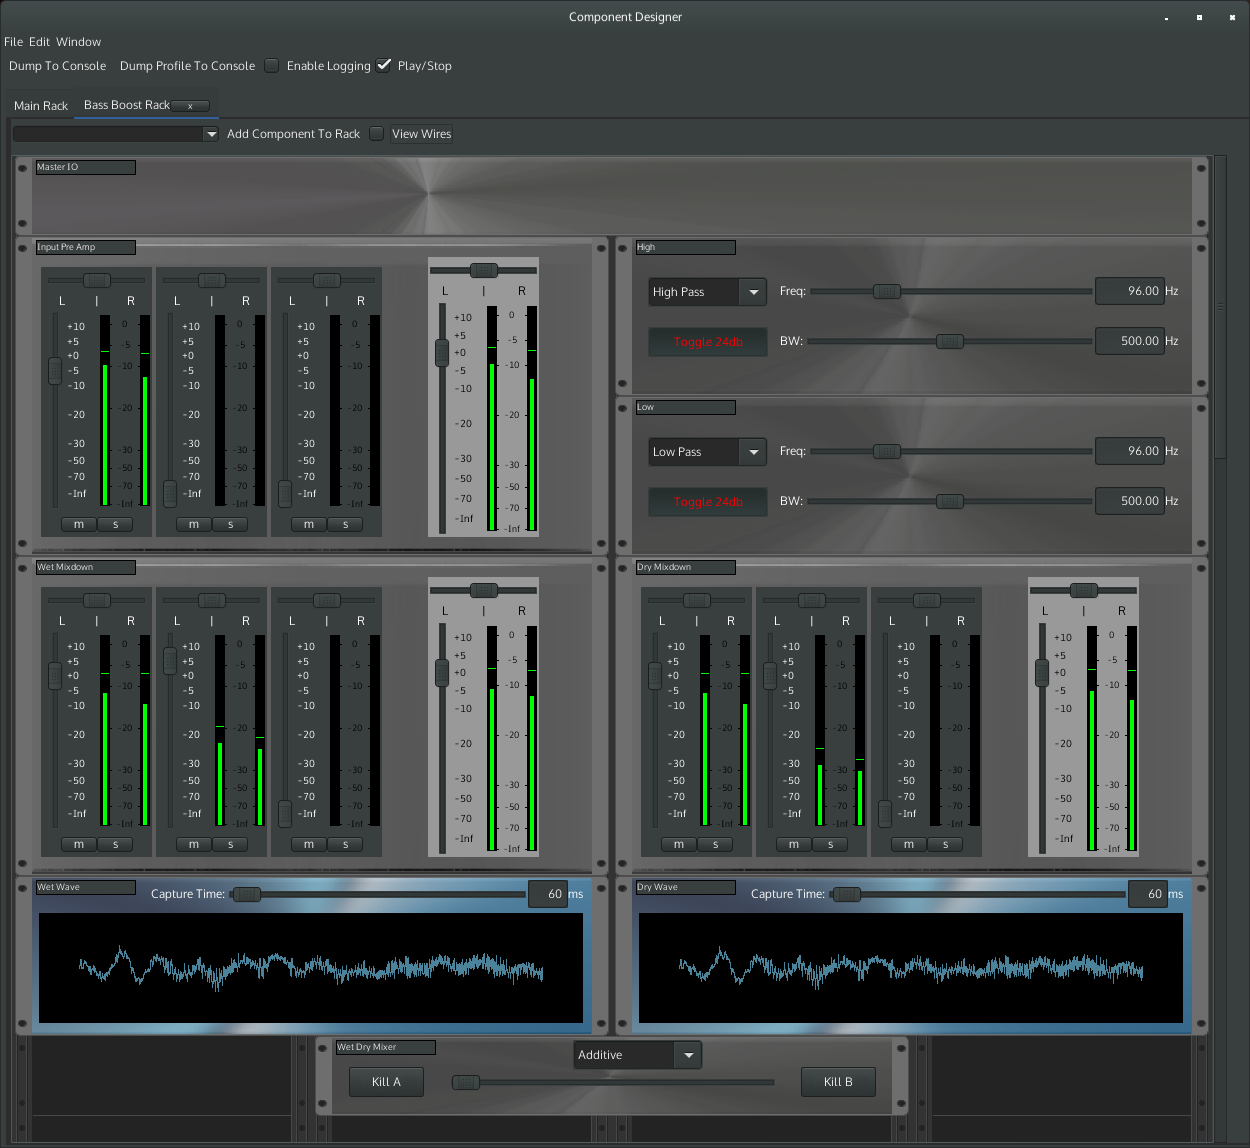 Component Designer
File Edit Window
Dump To Console Dump Profile To Console Enable Logging Play/Stop
Main Rack Bass Boost Rack x
Add Component To Rack View Wires
Master IO
Input Pre Amp
L | R L | R L | R L | R
+10 0 +10 0 +10 0 +10 0
+5 -5 +5 -5 +5 -5 +5 -5
+0 +0 +0 +0
-5 -10 -5 -10 -5 -10 -5 -10
-10 -10 -10 -10
-20 -20 -20 -20 -20 -20 -20 -20
-30 -30 -30 -30 -30 -30 -30 -30
-50 -50 -50 -50 -50 -50 -50 -50
-70 -70 -70 -70 -70 -70 -70 -70
-Inf -Inf -Inf -Inf -Inf -Inf -Inf -Inf
m s m s m s
High
High Pass Freq: 96.00 Hz
Toggle 24db BW: 500.00 Hz
Low
Low Pass Freq: 96.00 Hz
Toggle 24db BW: 500.00 Hz
Wet Mixdown
L | R L | R L | R L | R
+10 0 +10 0 +10 0 +10 0
+5 -5 +5 -5 +5 -5 +5 -5
+0 +0 +0 +0
-5 -10 -5 -10 -5 -10 -5 -10
-10 -10 -10 -10
-20 -20 -20 -20 -20 -20 -20 -20
-30 -30 -30 -30 -30 -30 -30 -30
-50 -50 -50 -50 -50 -50 -50 -50
-70 -70 -70 -70 -70 -70 -70 -70
-Inf -Inf -Inf -Inf -Inf -Inf -Inf -Inf
m s m s m s
Dry Mixdown
L | R L | R L | R L | R
+10 0 +10 0 +10 0 +10 0
+5 -5 +5 -5 +5 -5 +5 -5
+0 +0 +0 +0
-5 -10 -5 -10 -5 -10 -5 -10
-10 -10 -10 -10
-20 -20 -20 -20 -20 -20 -20 -20
-30 -30 -30 -30 -30 -30 -30 -30
-50 -50 -50 -50 -50 -50 -50 -50
-70 -70 -70 -70 -70 -70 -70 -70
-Inf -Inf -Inf -Inf -Inf -Inf -Inf -Inf
m s m s m s
Wet Wave Capture Time: 60 ms
Dry Wave Capture Time: 60 ms
Wet Dry Mixer Additive
Kill A Kill B